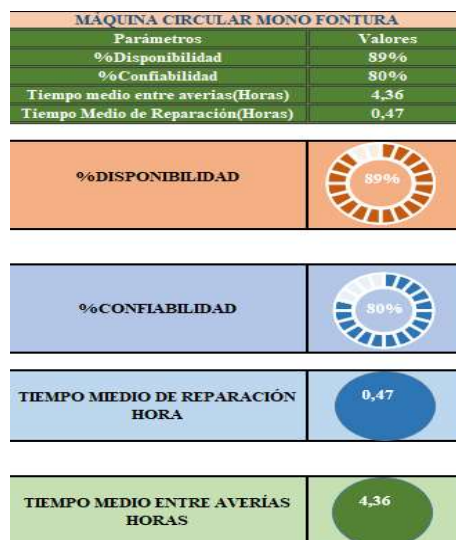 MÁQUINA CIRCULAR MONO FONTURA
Parámetros Valores
%Disponibilidad 89%
%Confiabilidad 80%
Tiempo medio entre averias(Horas) 4,36
Tiempo Medio de Reparación(Horas) 0,47
%DISPONIBILIDAD 89%
%CONFIABILIDAD 80%
TIEMPO MIEDIO DE REPARACIÓN 0,47
HORA
TIEMPO MEDIO ENTRE AVERÍAS 4,36
HORAS